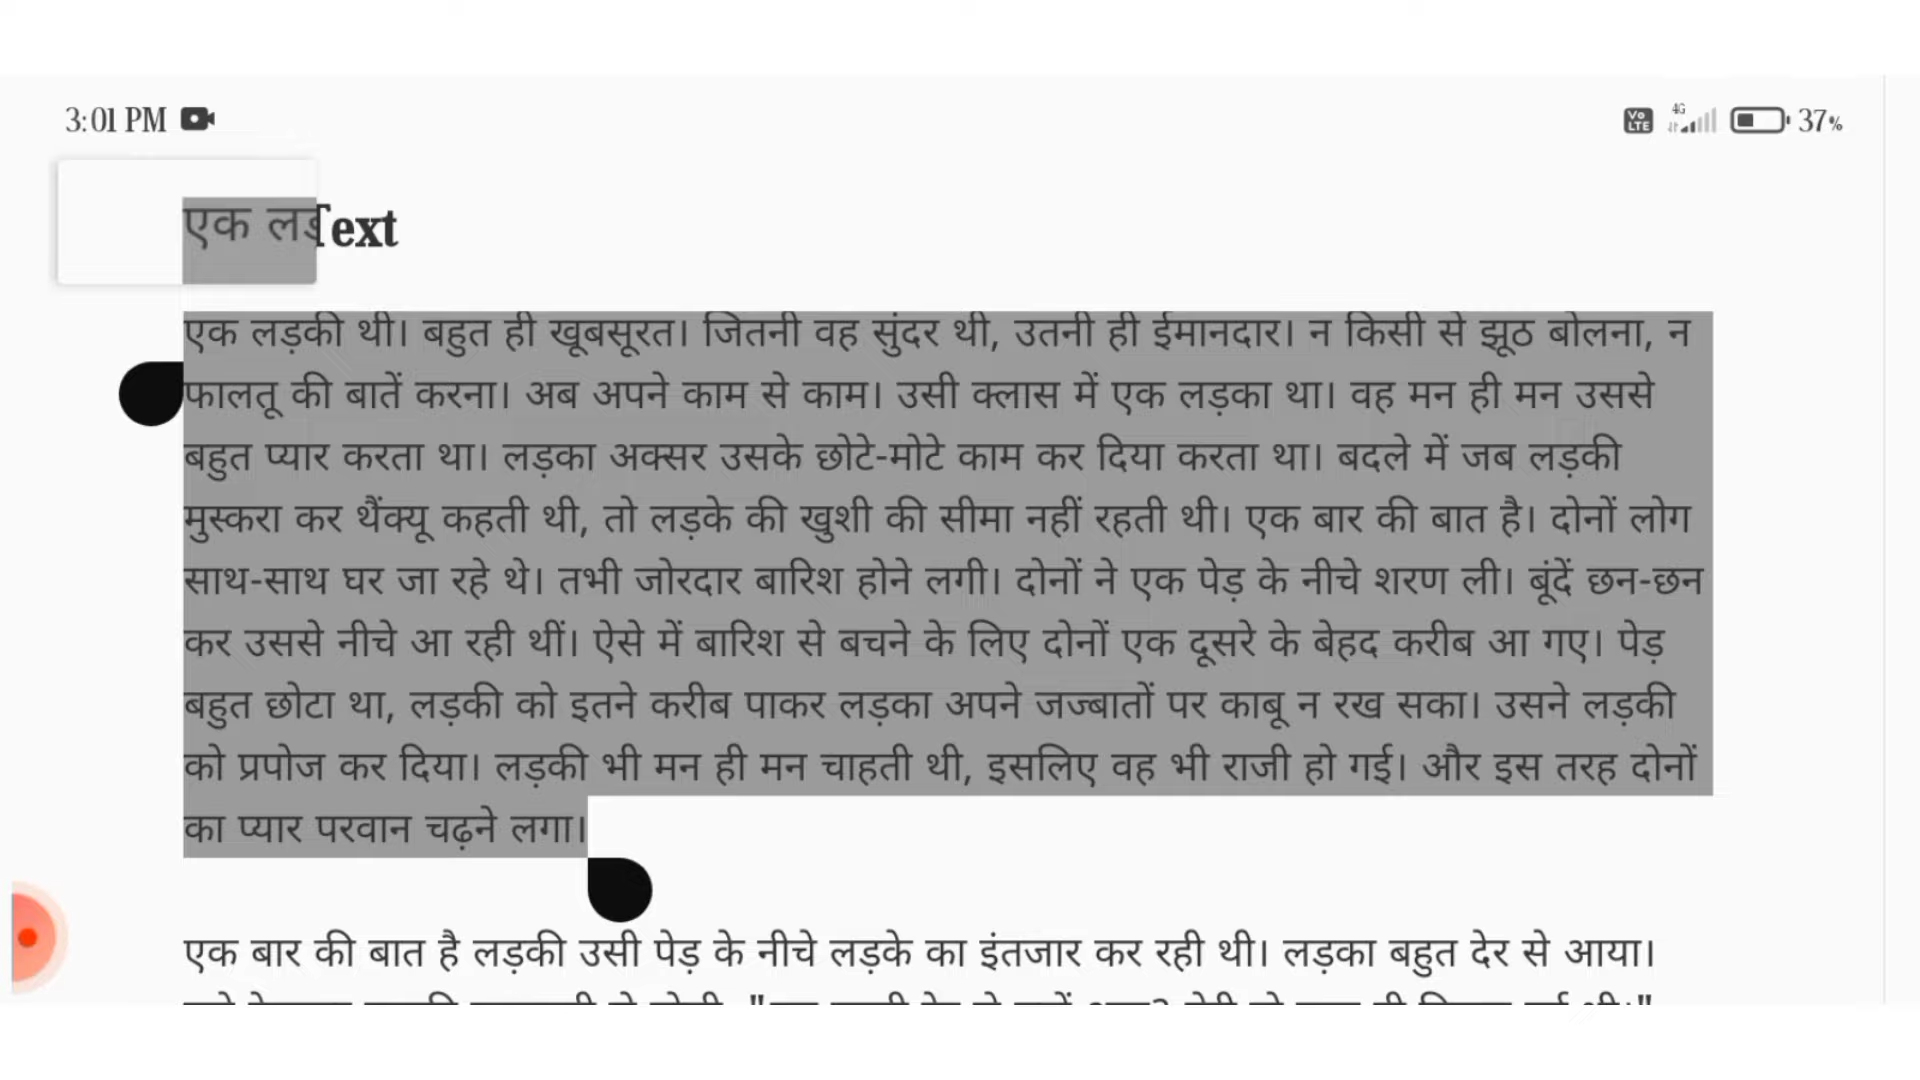 3:01 PM
Vo LTE 4G 37%
एक लड Text
एक लड़की थी। बहुत ही खूबसूरत। जितनी वह सुंदर थी, उतनी ही ईमानदार। न किसी से झूठ बोलना, न
फालतू की बातें करना। अब अपने काम से काम। उसी क्लास में एक लड़का था। वह मन ही मन उससे
बहुत प्यार करता था। लड़का अक्सर उसके छोटे-मोटे काम कर दिया करता था। बदले में जब लड़की
मुस्करा कर थैंक्यू कहती थी, तो लड़के की खुशी की सीमा नहीं रहती थी। एक बार की बात है। दोनों लोग
साथ-साथ घर जा रहे थे। तभी जोरदार बारिश होने लगी। दोनों ने एक पेड़ के नीचे शरण ली। बूंदें छन-छन
कर उससे नीचे आ रही थीं। ऐसे में बारिश से बचने के लिए दोनों एक दूसरे के बेहद करीब आ गए। पेड़
बहुत छोटा था, लड़की को इतने करीब पाकर लड़का अपने जज्बातों पर काबू न रख सका। उसने लड़की
को प्रपोज कर दिया। लड़की भी मन ही मन चाहती थी, इसलिए वह भी राजी हो गई। और इस तरह दोनों
का प्यार परवान चढ़ने लगा।
एक बार की बात है लड़की उसी पेड़ के नीचे लड़के का इंतजार कर रही थी। लड़का बहुत देर से आया।